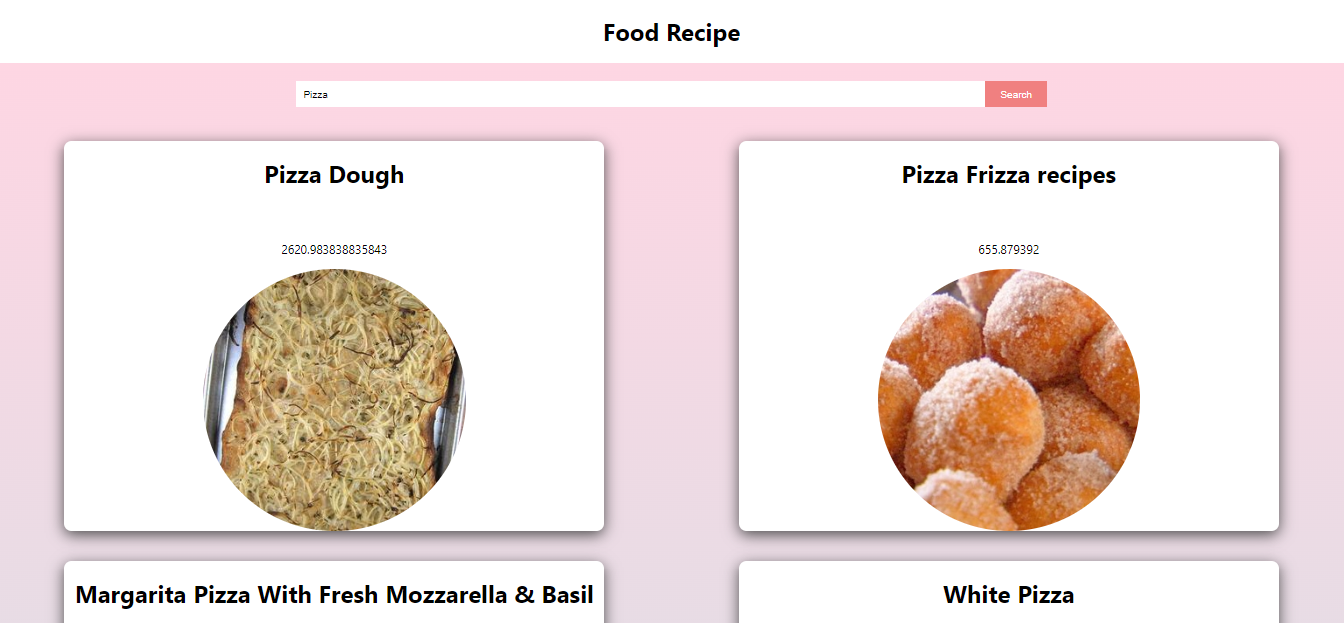 Food Recipe
Pizza
Search
Pizza Dough
2620.983838835843
Pizza Frizza recipes
655.879392
Margarita Pizza With Fresh Mozzarella & Basil
White Pizza